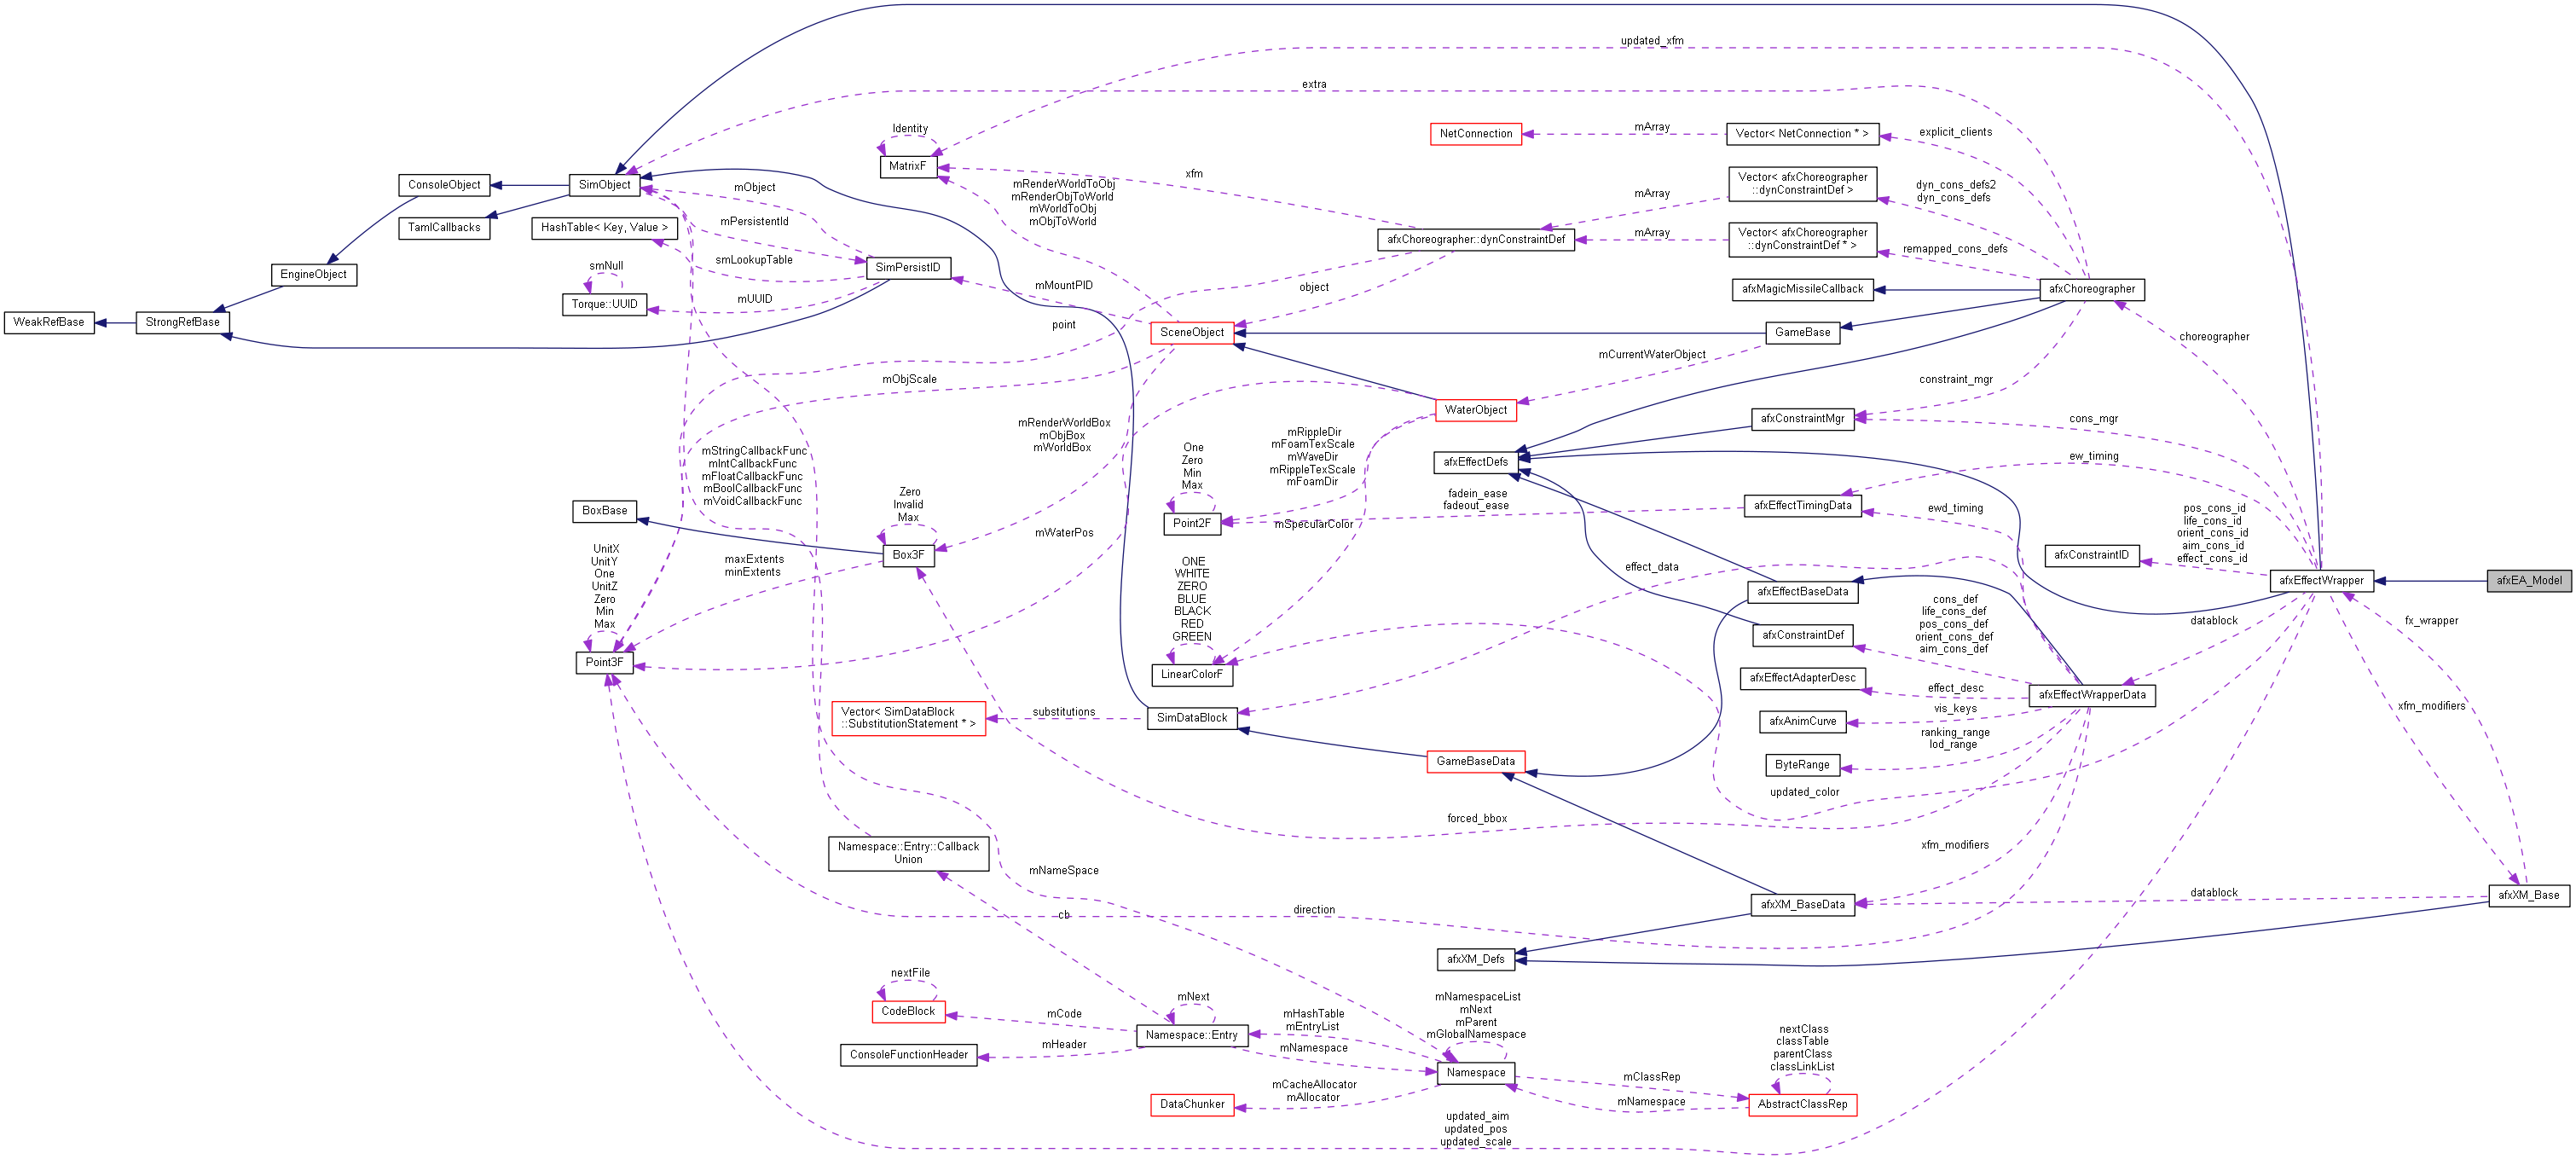 updated_xfm
extra
Identity
MatrixF
NetConnection
mArray
Vector< NetConnection * >
explicit_clients
ConsoleObject
SimObject
mObject
xfm
mRenderWorldToObj
mRenderObjToWorld
mWorldToObj
mObjToWorld
Vector< afxChoreographer
::dynConstraintDef >
mArray
dyn_cons_defs2
dyn_cons_defs
TamlCallbacks
HashTable< Key, Value >
mPersistentId
afxChoreographer::dynConstraintDef
mArray
Vector< afxChoreographer
::dynConstraintDef * >
remapped_cons_defs
EngineObject
smNull
smLookupTable
SimPersistID
Torque::UUID
mUUID
mMountPID
object
afxMagicMissileCallback
afxChoreographer
WeakRefBase
StrongRefBase
point
SceneObject
GameBase
choreographer
mCurrentWaterObject
mObjScale
constraint_mgr
WaterObject
afxConstraintMgr
cons_mgr
mRenderWorldBox
mObjBox
mWorldBox
mRippleDir
mFoamTexScale
mWaveDir
mRippleTexScale
mFoamDir
One
Zero
Min
Max
Point2F
mStringCallbackFunc
mIntCallbackFunc
mFloatCallbackFunc
mBoolCallbackFunc
mVoidCallbackFunc
afxEffectDefs
ew_timing
fadein_ease
fadeout_ease
afxEffectTimingData
ewd_timing
pos_cons_id
life_cons_id
orient_cons_id
aim_cons_id
effect_cons_id
BoxBase
Zero
Invalid
Max
Box3F
mWaterPos
mSpecularColor
afxConstraintID
afxEffectWrapper
afxEA_Model
UnitX
UnitY
One
UnitZ
Zero
Min
Max
Point3F
maxExtents
minExtents
ONE
WHITE
ZERO
BLUE
BLACK
RED
GREEN
LinearColorF
effect_data
afxEffectBaseData
cons_def
life_cons_def
pos_cons_def
orient_cons_def
aim_cons_def
afxConstraintDef
datablock
fx_wrapper
afxEffectAdapterDesc
effect_desc
afxEffectWrapperData
Vector< SimDataBlock
::SubstitutionStatement * >
substitutions
SimDataBlock
afxAnimCurve
vis_keys
xfm_modifiers
ranking_range
lod_range
ByteRange
GameBaseData
updated_color
forced_bbox
Namespace::Entry::Callback
Union
mNameSpace
xfm_modifiers
cb
direction
afxXM_BaseData
datablock
afxXM_Base
afxXM_Defs
nextFile
CodeBlock
mCode
mNext
Namespace::Entry
mHashTable
mEntryList
mNamespaceList
mNext
mParent
mGlobalNamespace
nextClass
classTable
parentClass
classLinkList
ConsoleFunctionHeader
mHeader
mNamespace
Namespace
mClassRep
mNamespace
AbstractClassRep
DataChunker
mCacheAllocator
mAllocator
updated_aim
updated_pos
updated_scale